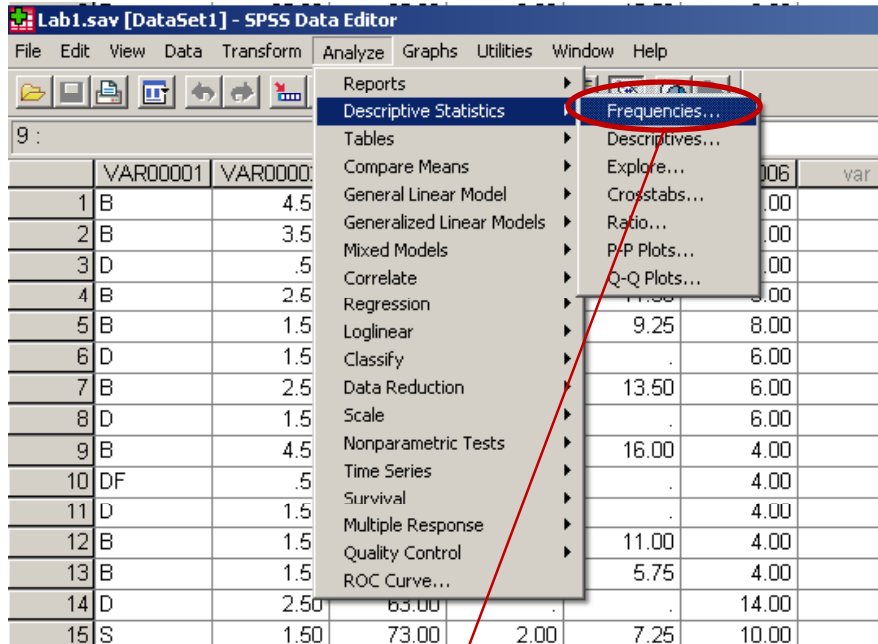 Lab1.sav [DataSet1] - SPSS Data Editor
File Edit View Data Transform Analyze Graphs Utilities Window Help
9 :
Reports
Descriptive Statistics
Tables
Compare Means
General Linear Model
Generalized Linear Models
Mixed Models
Correlate
Regression
Loglinear
Classify
Data Reduction
Scale
Nonparametric Tests
Time Series
Survival
Multiple Response
Quality Control
ROC Curve...
Frequencies...
Descriptives...
Explore...
Crosstabs...
Ratio...
P-P Plots...
Q-Q Plots...
VAR00001 VAR0000 006 var
1 B 4.5 .00
2 B 3.5 .00
3 D .5 .00
4 B 2.5 .00
5 B 1.5 9.25 8.00
6 D 1.5 . 6.00
7 B 2.5 13.50 6.00
8 D 1.5 . 6.00
9 B 4.5 16.00 4.00
10 DF .5 . 4.00
11 D 1.5 . 4.00
12 B 1.5 11.00 4.00
13 B 1.5 5.75 4.00
14 D 2.50 63.00 . . 14.00
15 S 1.50 73.00 2.00 7.25 10.00